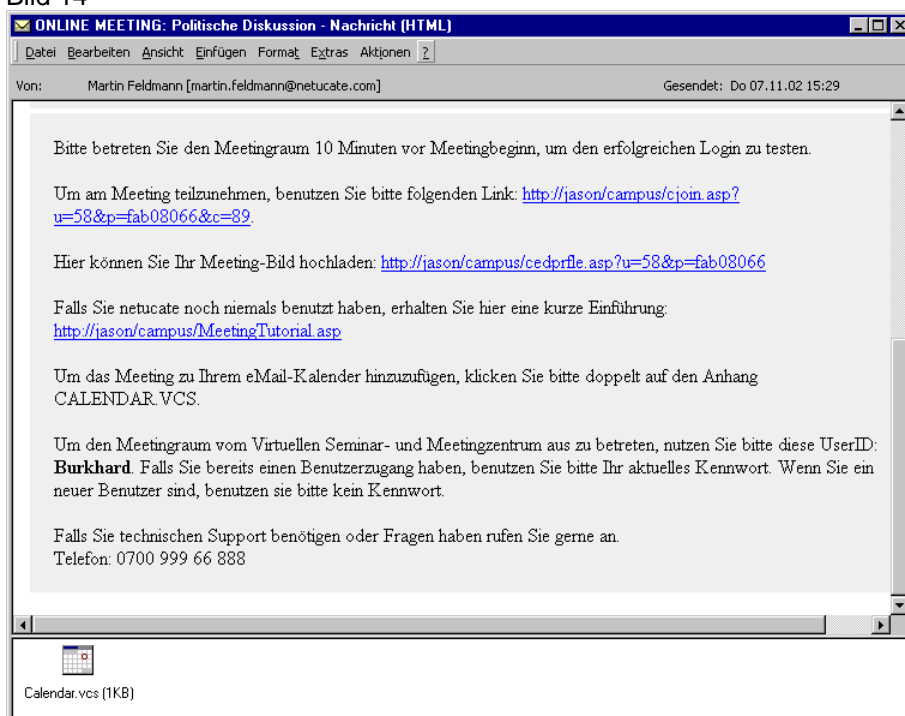 Bild 14
ONLINE MEETING: Politische Diskussion - Nachricht (HTML)
Datei Bearbeiten Ansicht Einfügen Format Extras Aktionen ?
Von: Martin Feldmann [martin.feldmann@netucate.com] Gesendet: Do 07.11.02 15:29
Bitte betreten Sie den Meetingraum 10 Minuten vor Meetingbeginn, um den erfolgreichen Login zu testen.
Um am Meeting teilzunehmen, benutzen Sie bitte folgenden Link: http://jason/campus/cjoin.asp?
u=58&p=fab08066&c=89.
Hier können Sie Ihr Meeting-Bild hochladen: http://jason/campus/cedprfle.asp?u=58&p=fab08066
Falls Sie netucate noch niemals benutzt haben, erhalten Sie hier eine kurze Einführung:
http://jason/campus/MeetingTutorial.asp
Um das Meeting zu Ihrem eMail-Kalender hinzuzufügen, klicken Sie bitte doppelt auf den Anhang
CALENDAR.VCS.
Um den Meetingraum vom Virtuellen Seminar- und Meetingzentrum aus zu betreten, nutzen Sie bitte diese UserID:
Burkhard. Falls Sie bereits einen Benutzerzugang haben, benutzen Sie bitte Ihr aktuelles Kennwort. Wenn Sie ein
neuer Benutzer sind, benutzen sie bitte kein Kennwort.
Falls Sie technischen Support benötigen oder Fragen haben rufen Sie gerne an.
Telefon: 0700 999 66 888
Calendar.vcs (1KB)